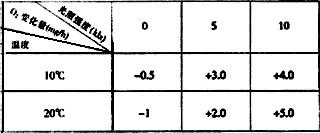 光照强度(klx)
O₂变化量(mg/h)
温度
0 5 10
10℃ -0.5 +3.0 +4.0
20℃ -1 +2.0 +5.0